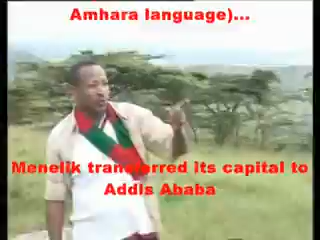 Amhara language)...
Menelik transferred its capital to
Addis Ababa